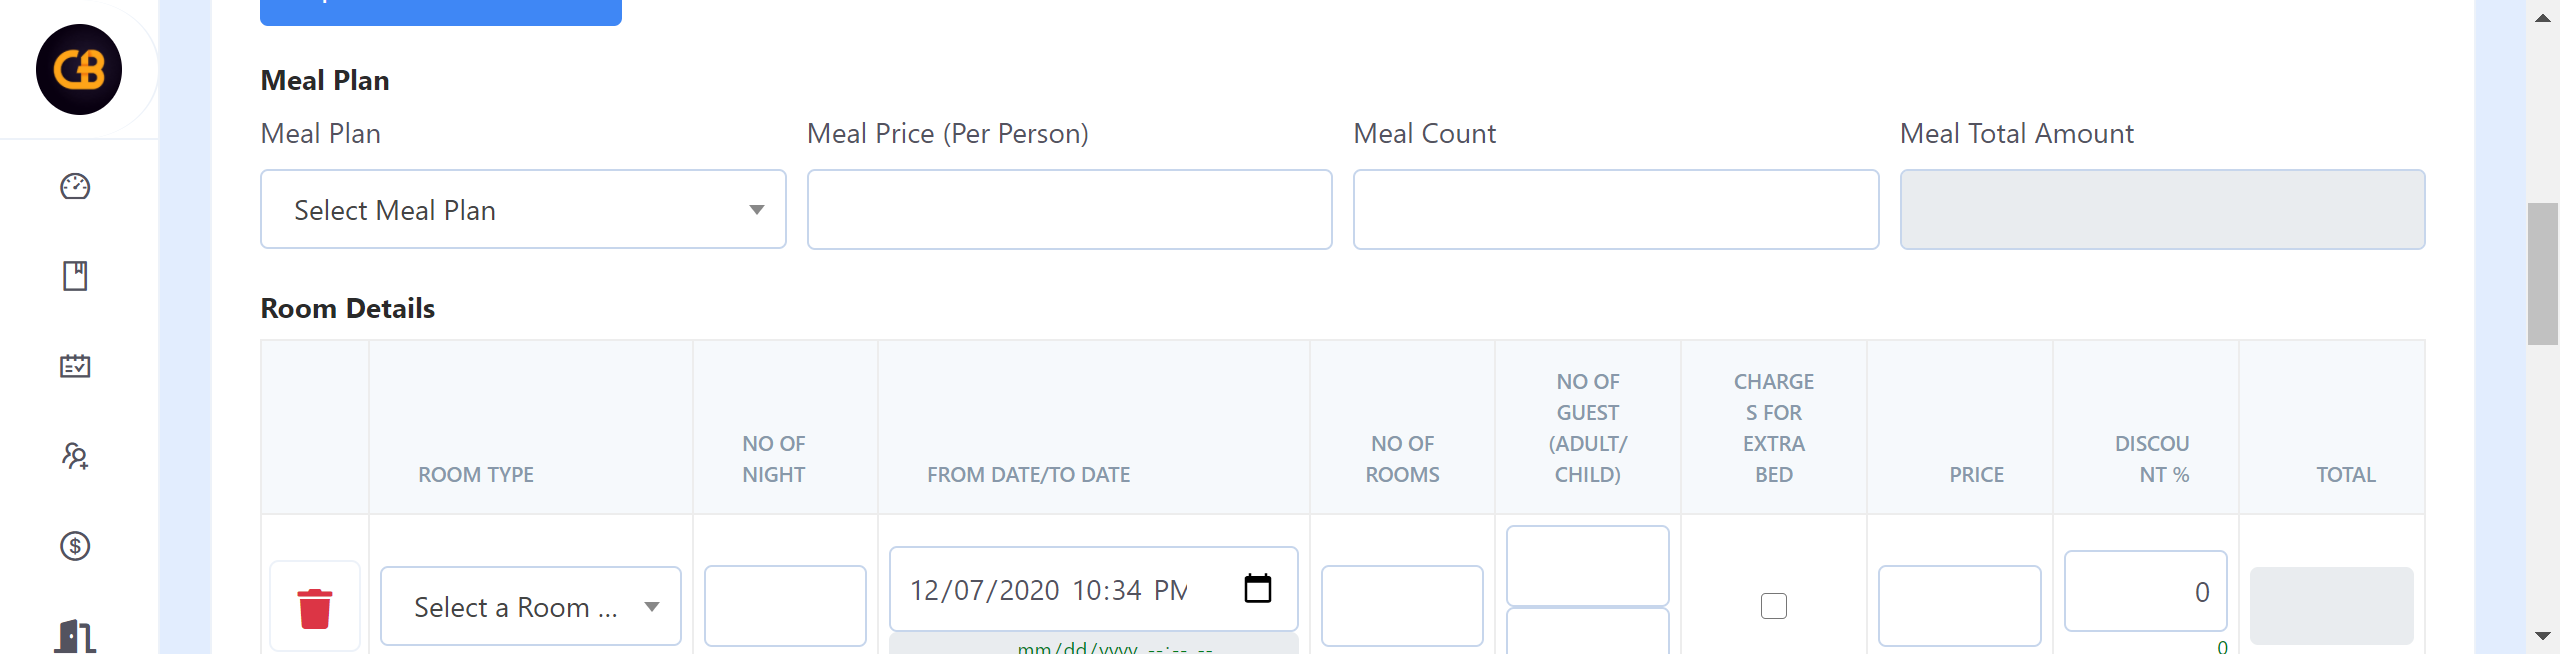 CB
Meal Plan
Meal Plan
Meal Price (Per Person)
Meal Count
Meal Total Amount
Select Meal Plan
Room Details
ROOM TYPE
NO OF
NIGHT
FROM DATE/TO DATE
NO OF
ROOMS
NO OF
GUEST
(ADULT/
CHILD)
CHARGE
S FOR
EXTRA
BED
PRICE
DISCOU
NT %
TOTAL
Select a Room ...
12/07/2020 10:34 PM
0
mm/dd/yyyy --:-- --
0